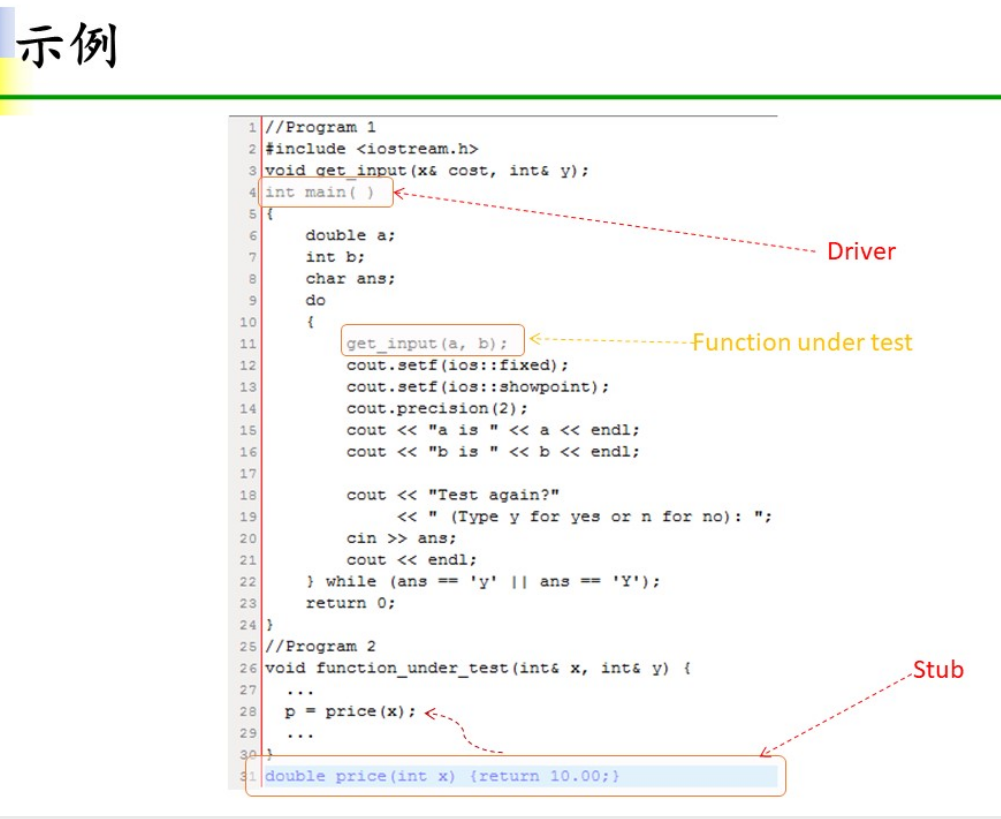 示例
1 //Program 1
2 #include <iostream.h>
3 void get_input(x& cost, int& y);
4 int main( )
5 {
6     double a;
7     int b;
8     char ans;
9     do
10     {
11         get_input(a, b);
12         cout.setf(ios::fixed);
13         cout.setf(ios::showpoint);
14         cout.precision(2);
15         cout << "a is " << a << endl;
16         cout << "b is " << b << endl;
17
18         cout << "Test again?"
19              << " (Type y for yes or n for no): ";
20         cin >> ans;
21         cout << endl;
22     } while (ans == 'y' || ans == 'Y');
23     return 0;
24 }
25 //Program 2
26 void function_under_test(int& x, int& y) {
27   ...
28   p = price(x);
29   ...
30 }
31 double price(int x) {return 10.00;}
Driver
Function under test
Stub